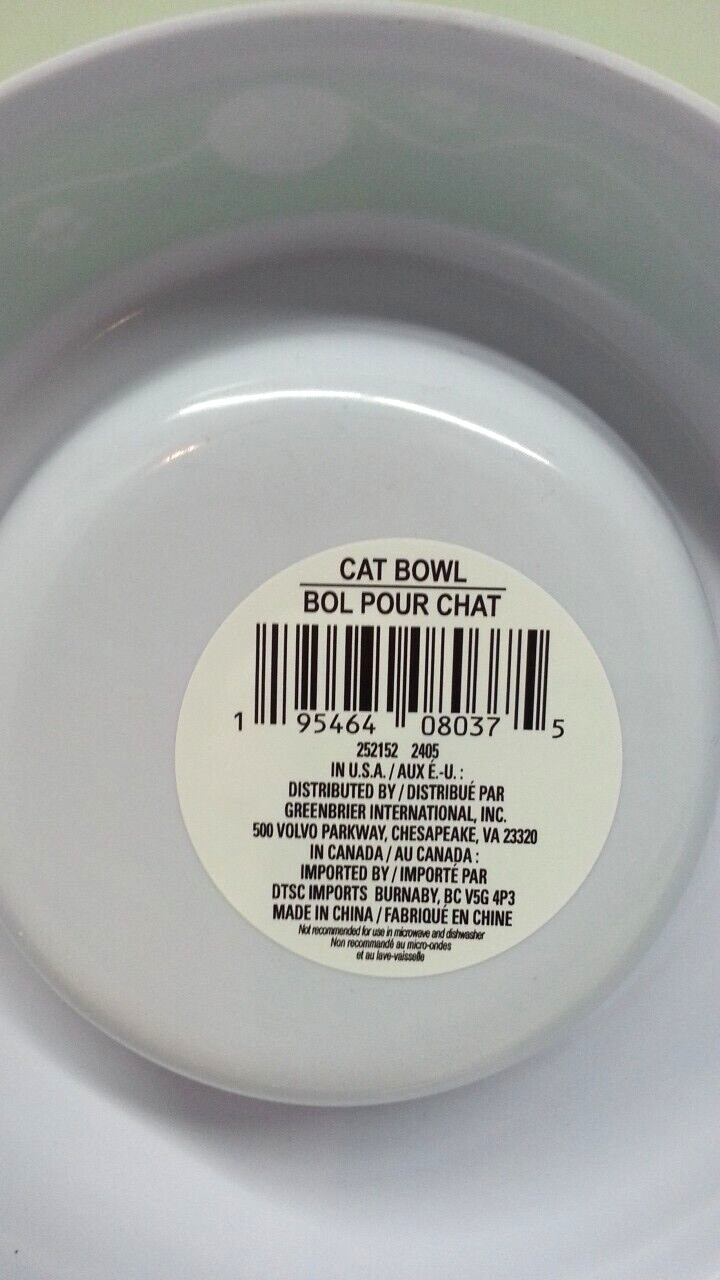 CAT BOWL
BOL POUR CHAT
1 95464 08037 5
252152 2405
IN U.S.A. / AUX É.-U. :
DISTRIBUTED BY / DISTRIBUÉ PAR
GREENBRIER INTERNATIONAL, INC.
500 VOLVO PARKWAY, CHESAPEAKE, VA 23320
IN CANADA / AU CANADA :
IMPORTED BY / IMPORTÉ PAR
DTSC IMPORTS BURNABY, BC V5G 4P3
MADE IN CHINA / FABRIQUÉ EN CHINE
Not recommended for use in microwave and dishwasher
Non recommandé au micro-ondes
et au lave-vaisselle